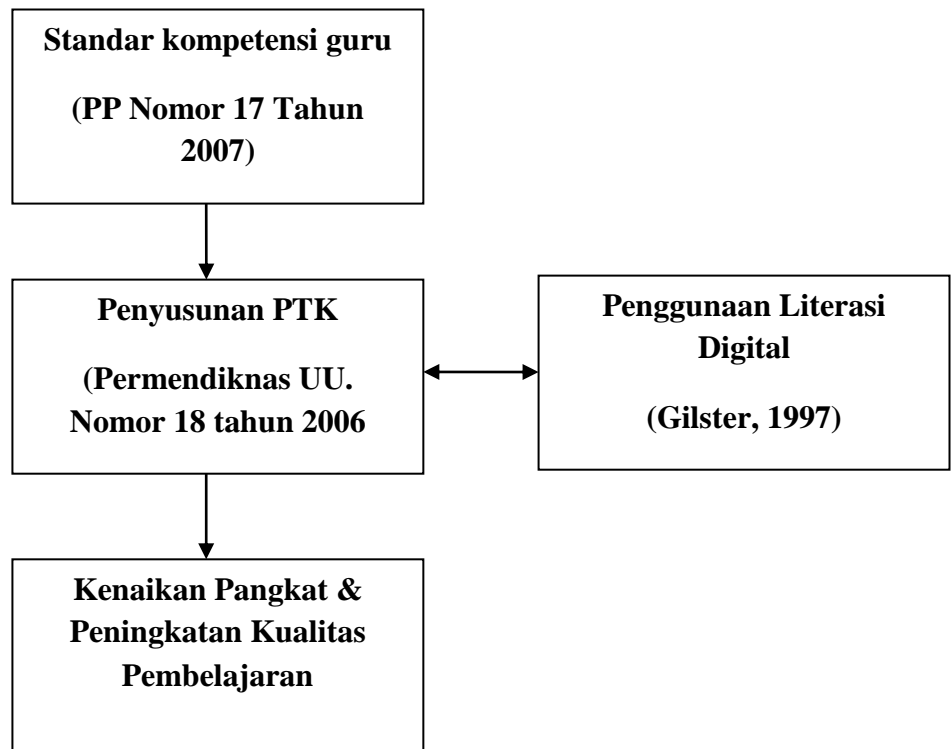 Standar kompetensi guru
(PP Nomor 17 Tahun
2007)
Penyusunan PTK
(Permendiknas UU.
Nomor 18 tahun 2006
Penggunaan Literasi
Digital
(Gilster, 1997)
Kenaikan Pangkat &
Peningkatan Kualitas
Pembelajaran